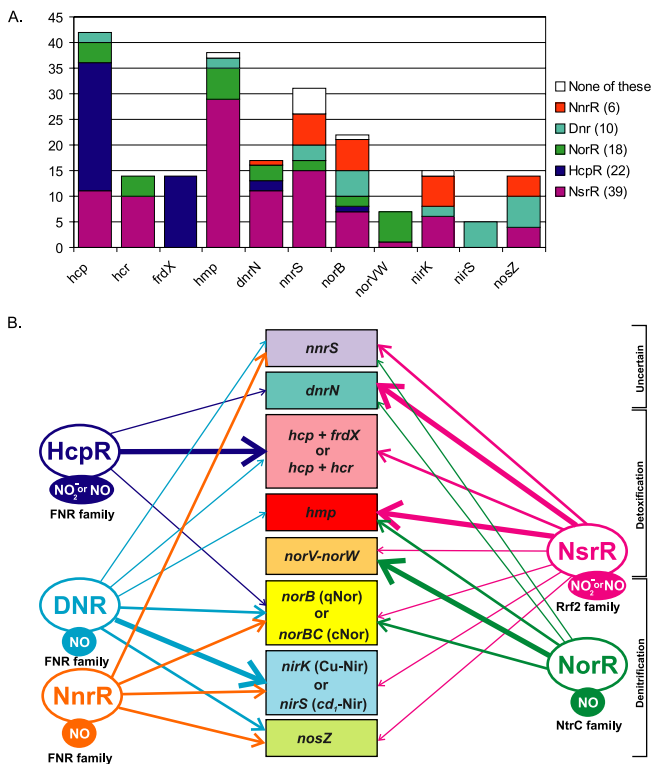 A.
45
40
35
30
25
20
15
10
5
0
hcp
hcr
frdX
hmp
dnrN
nnrS
norB
norVW
nirK
nirS
nosZ
None of these
NnrR (6)
Dnr (10)
NorR (18)
HcpR (22)
NsrR (39)
B.
nnrS
dnrN
hcp + frdX
or
hcp + hcr
hmp
norV-norW
norB (qNor)
or
norBC (cNor)
nirK (Cu-Nir)
or
nirS (cd₁-Nir)
nosZ
HcpR
NO₂⁻or NO
FNR family
DNR
NO
FNR family
NnrR
NO
FNR family
NsrR
NO₂⁻or NO
Rrf2 family
NorR
NO
NtrC family
Uncertain
Detoxification
Denitrification